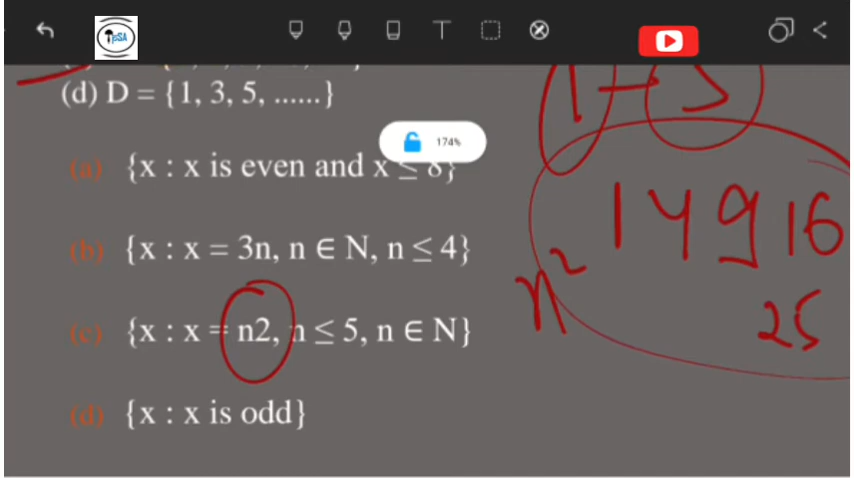 TPSA
T
(d) D = {1, 3, 5, ......}
174%
(a) {x : x is even and x ≤ 8}
(b) {x : x = 3n, n ∈ N, n ≤ 4}
(c) {x : x = n2, n ≤ 5, n ∈ N}
(d) {x : x is odd}
1 - 5
1 4 9 16
n²
25